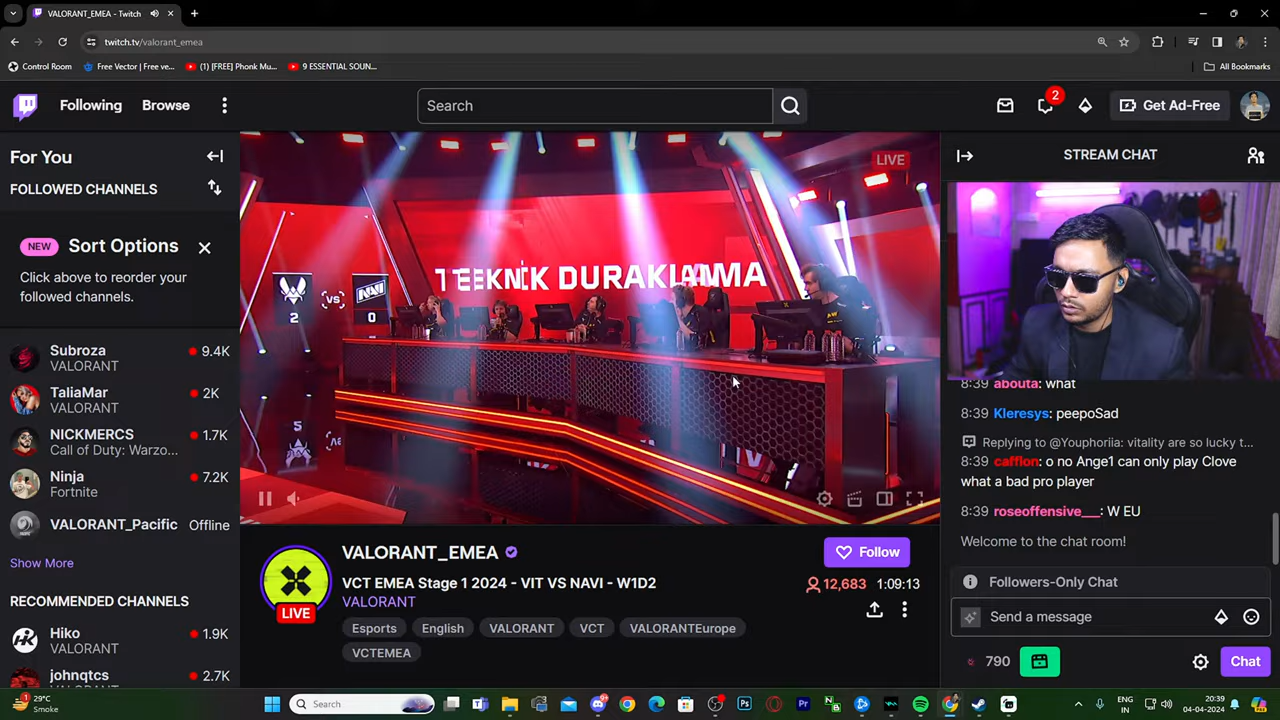 VALORANT_EMEA - Twitch
twitch.tv/valorant_emea
Control Room
Free Vector | Free ve...
(1) [FREE] Phonk Mu...
9 ESSENTIAL SOUN...
All Bookmarks
Following
Browse
Search
2
Get Ad-Free
For You
FOLLOWED CHANNELS
NEW
Sort Options
Click above to reorder your
followed channels.
Subroza
9.4K
VALORANT
TaliaMar
2K
VALORANT
NICKMERCS
1.7K
Call of Duty: Warzo...
Ninja
7.2K
Fortnite
VALORANT_Pacific
Offline
Show More
RECOMMENDED CHANNELS
Hiko
1.9K
VALORANT
johnqtcs
2.7K
LIVE
VS
NAVI
2
0
5
VALORANT_EMEA
Follow
VCT EMEA Stage 1 2024 - VIT VS NAVI - W1D2
12,683
1:09:13
VALORANT
LIVE
Esports
English
VALORANT
VCT
VALORANTEurope
VCTEMEA
STREAM CHAT
8:39 abouta: what
8:39 Kleresys: peepoSad
Replying to @Youphoriia: vitality are so lucky t...
8:39 cafflon: o no Ange1 can only play Clove
what a bad pro player
8:39 roseoffensive___: W EU
Welcome to the chat room!
Followers-Only Chat
Send a message
790
Chat
1
29°C
Smoke
Search
ENG
IN
20:39
04-04-2024